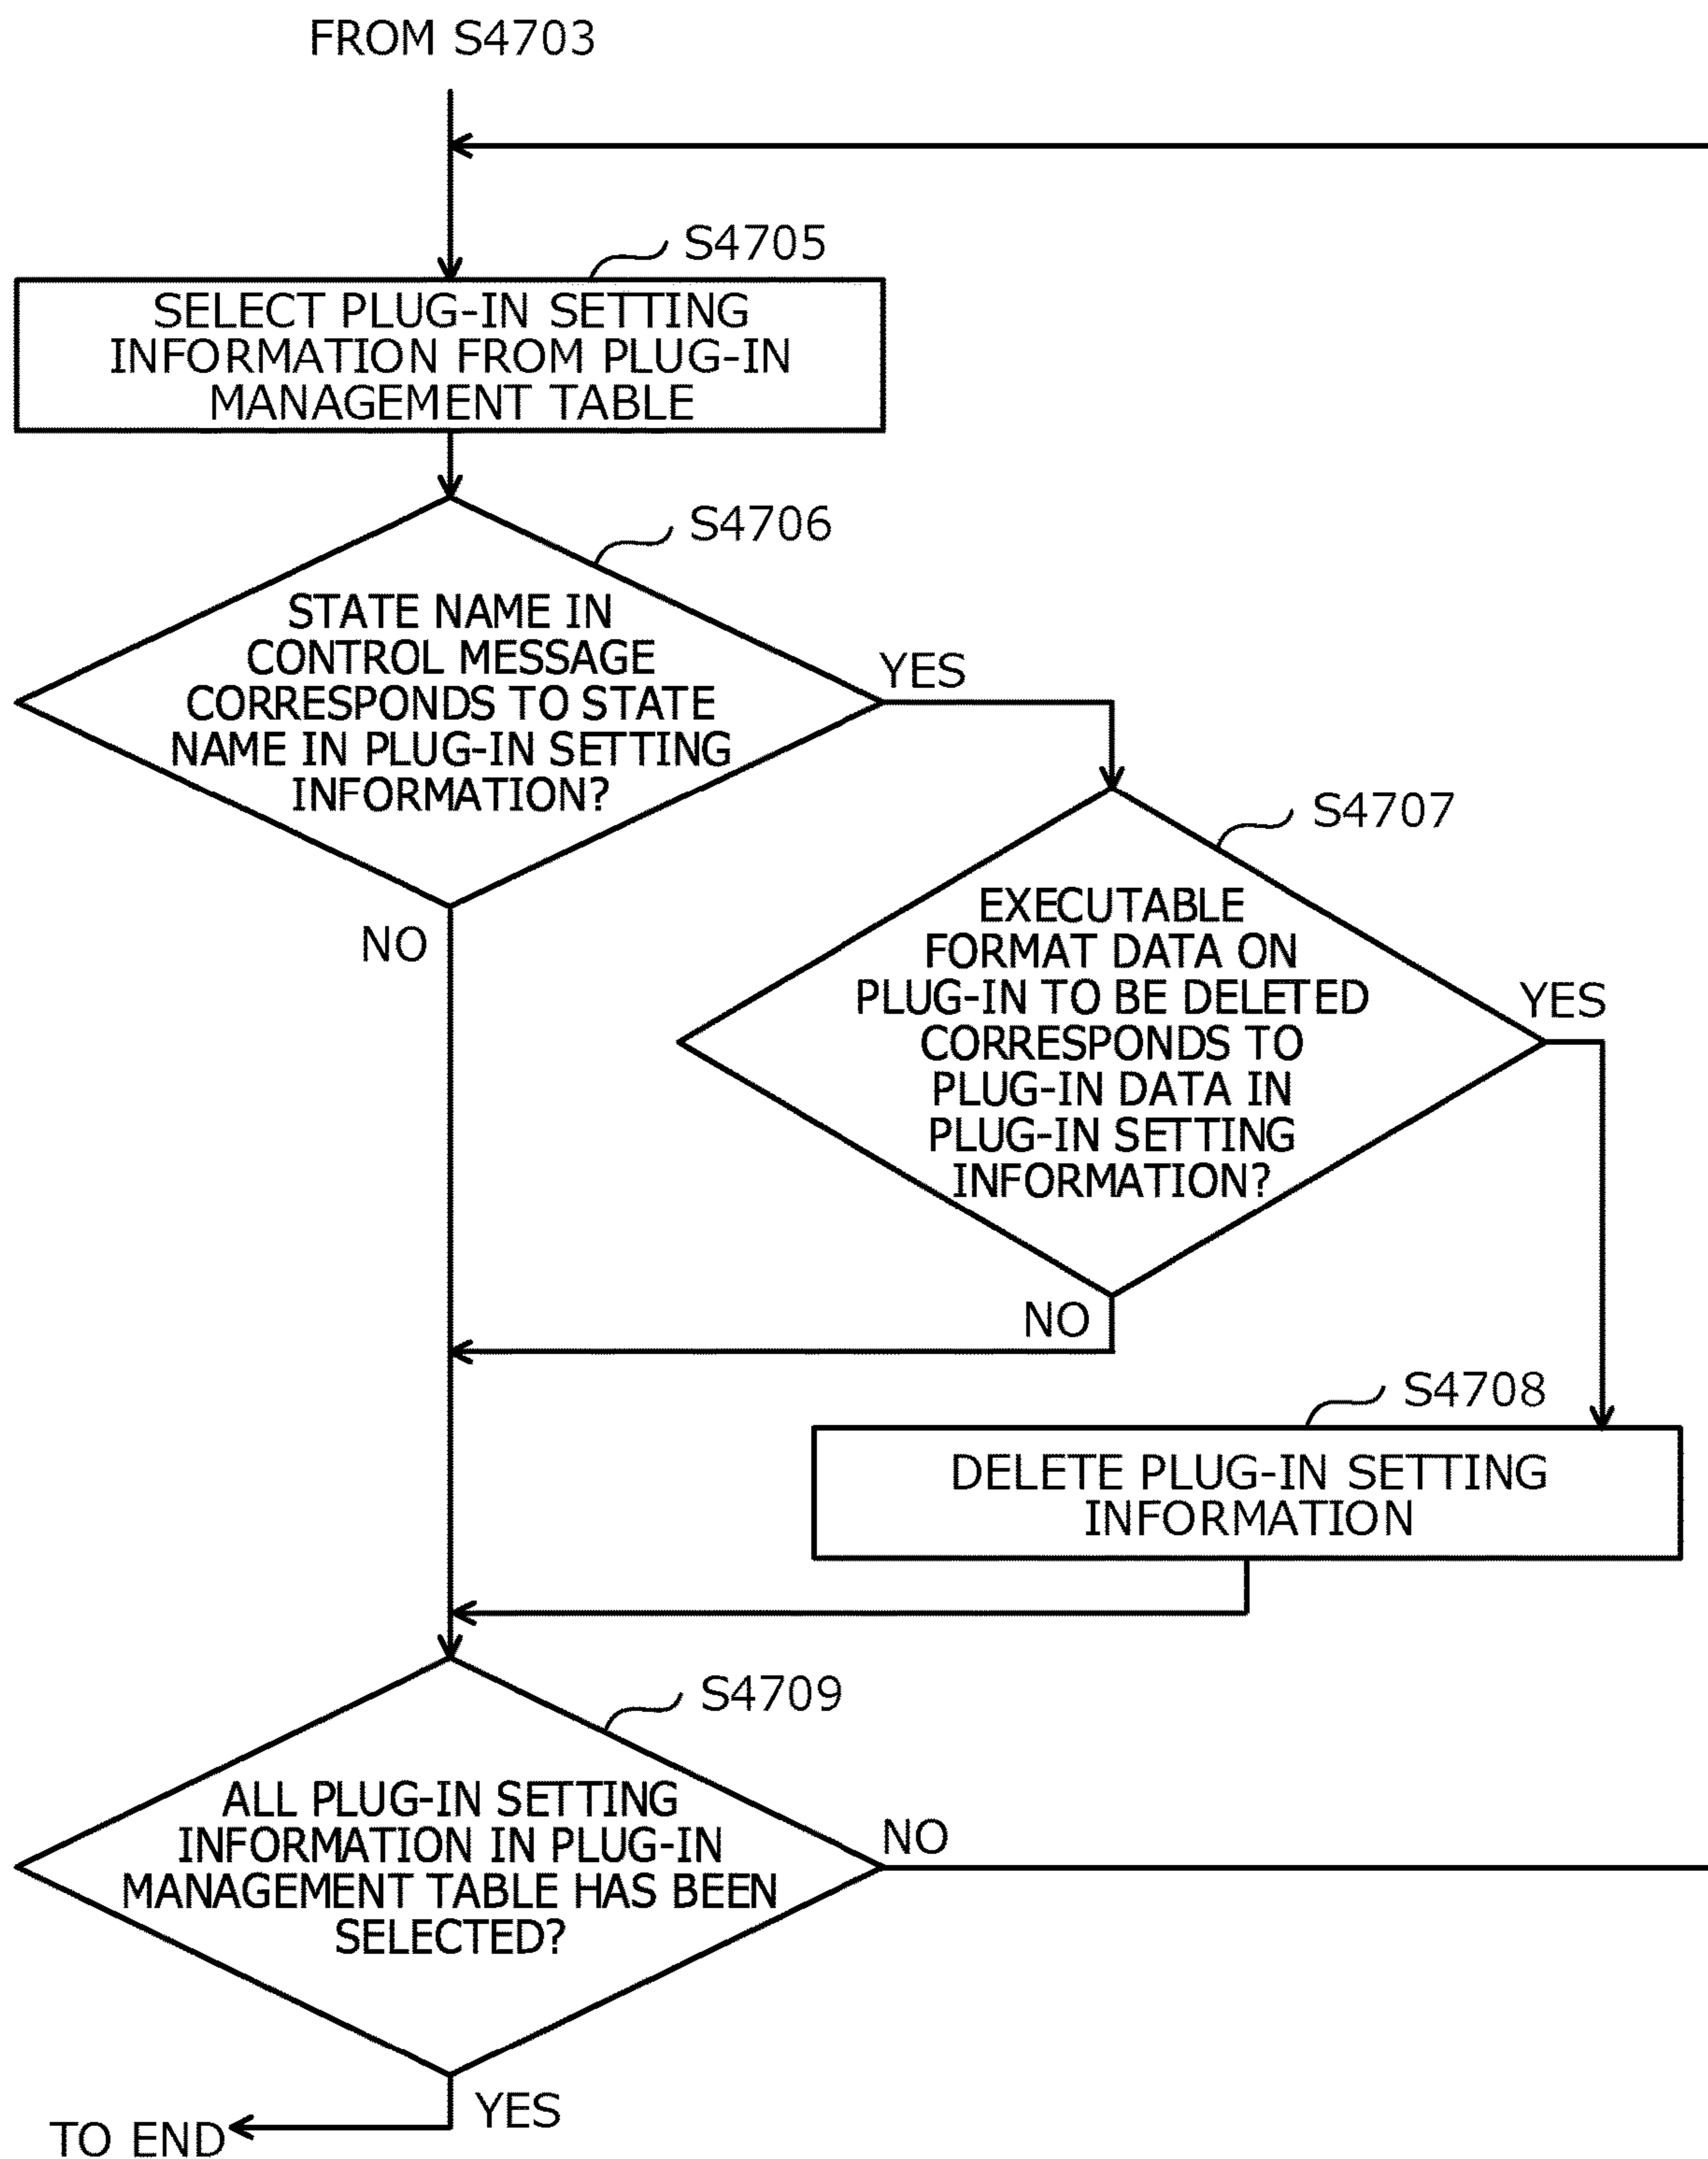 FROM S4703
S4705
SELECT PLUG-IN SETTING
INFORMATION FROM PLUG-IN
MANAGEMENT TABLE
S4706
STATE NAME IN
CONTROL MESSAGE
CORRESPONDS TO STATE
NAME IN PLUG-IN SETTING
INFORMATION?
YES
NO
S4707
EXECUTABLE
FORMAT DATA ON
PLUG-IN TO BE DELETED
CORRESPONDS TO
PLUG-IN DATA IN
PLUG-IN SETTING
INFORMATION?
YES
NO
S4708
DELETE PLUG-IN SETTING
INFORMATION
S4709
ALL PLUG-IN SETTING
INFORMATION IN PLUG-IN
MANAGEMENT TABLE HAS BEEN
SELECTED?
NO
YES
TO END